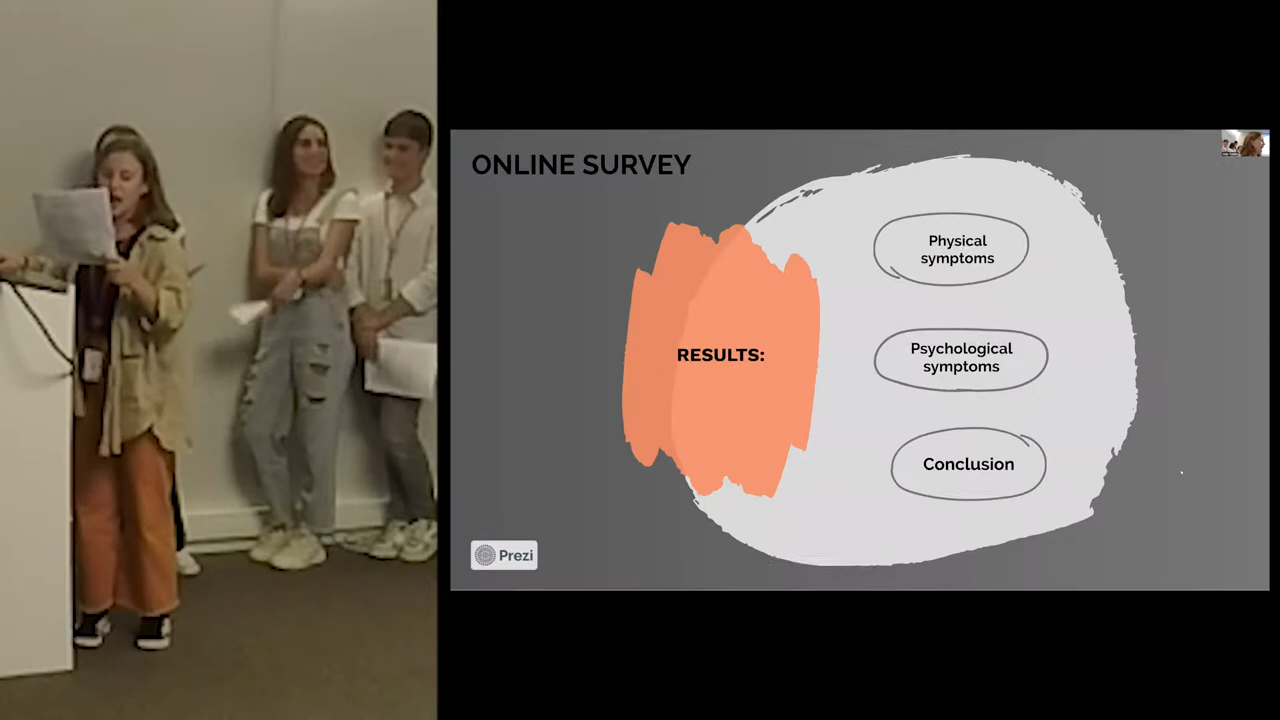 ONLINE SURVEY
RESULTS:
Physical
symptoms
Psychological
symptoms
Conclusion
Prezi